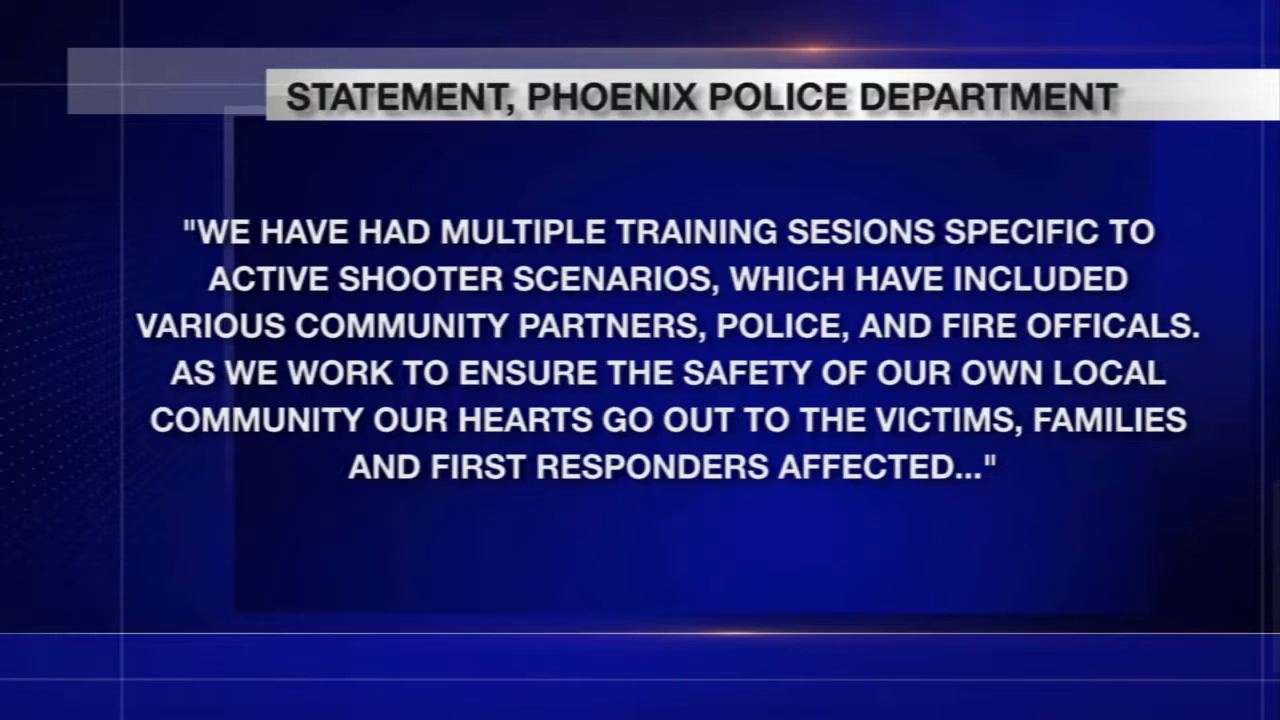 STATEMENT, PHOENIX POLICE DEPARTMENT
"WE HAVE HAD MULTIPLE TRAINING SESIONS SPECIFIC TO
ACTIVE SHOOTER SCENARIOS, WHICH HAVE INCLUDED
VARIOUS COMMUNITY PARTNERS, POLICE, AND FIRE OFFICALS.
AS WE WORK TO ENSURE THE SAFETY OF OUR OWN LOCAL
COMMUNITY OUR HEARTS GO OUT TO THE VICTIMS, FAMILIES
AND FIRST RESPONDERS AFFECTED..."